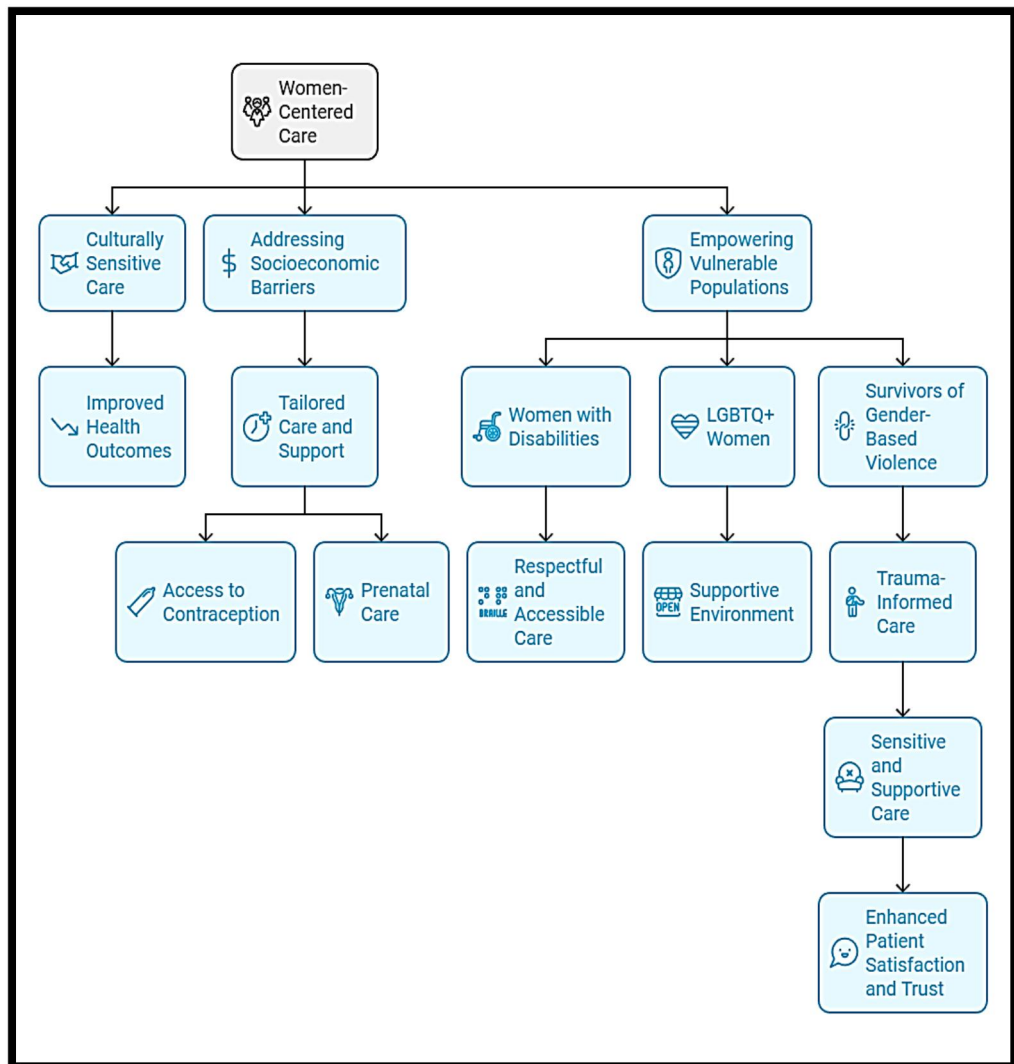 Women-
Centered
Care
Culturally
Sensitive
Care
Addressing
Socioeconomic
Barriers
Empowering
Vulnerable
Populations
Improved
Health
Outcomes
Tailored
Care and
Support
Women with
Disabilities
LGBTQ+
Women
Survivors of
Gender-
Based
Violence
Access to
Contraception
Prenatal
Care
BRAILLE
Respectful
and
Accessible
Care
OPEN
Supportive
Environment
Trauma-
Informed
Care
Sensitive
and
Supportive
Care
Enhanced
Patient
Satisfaction
and Trust